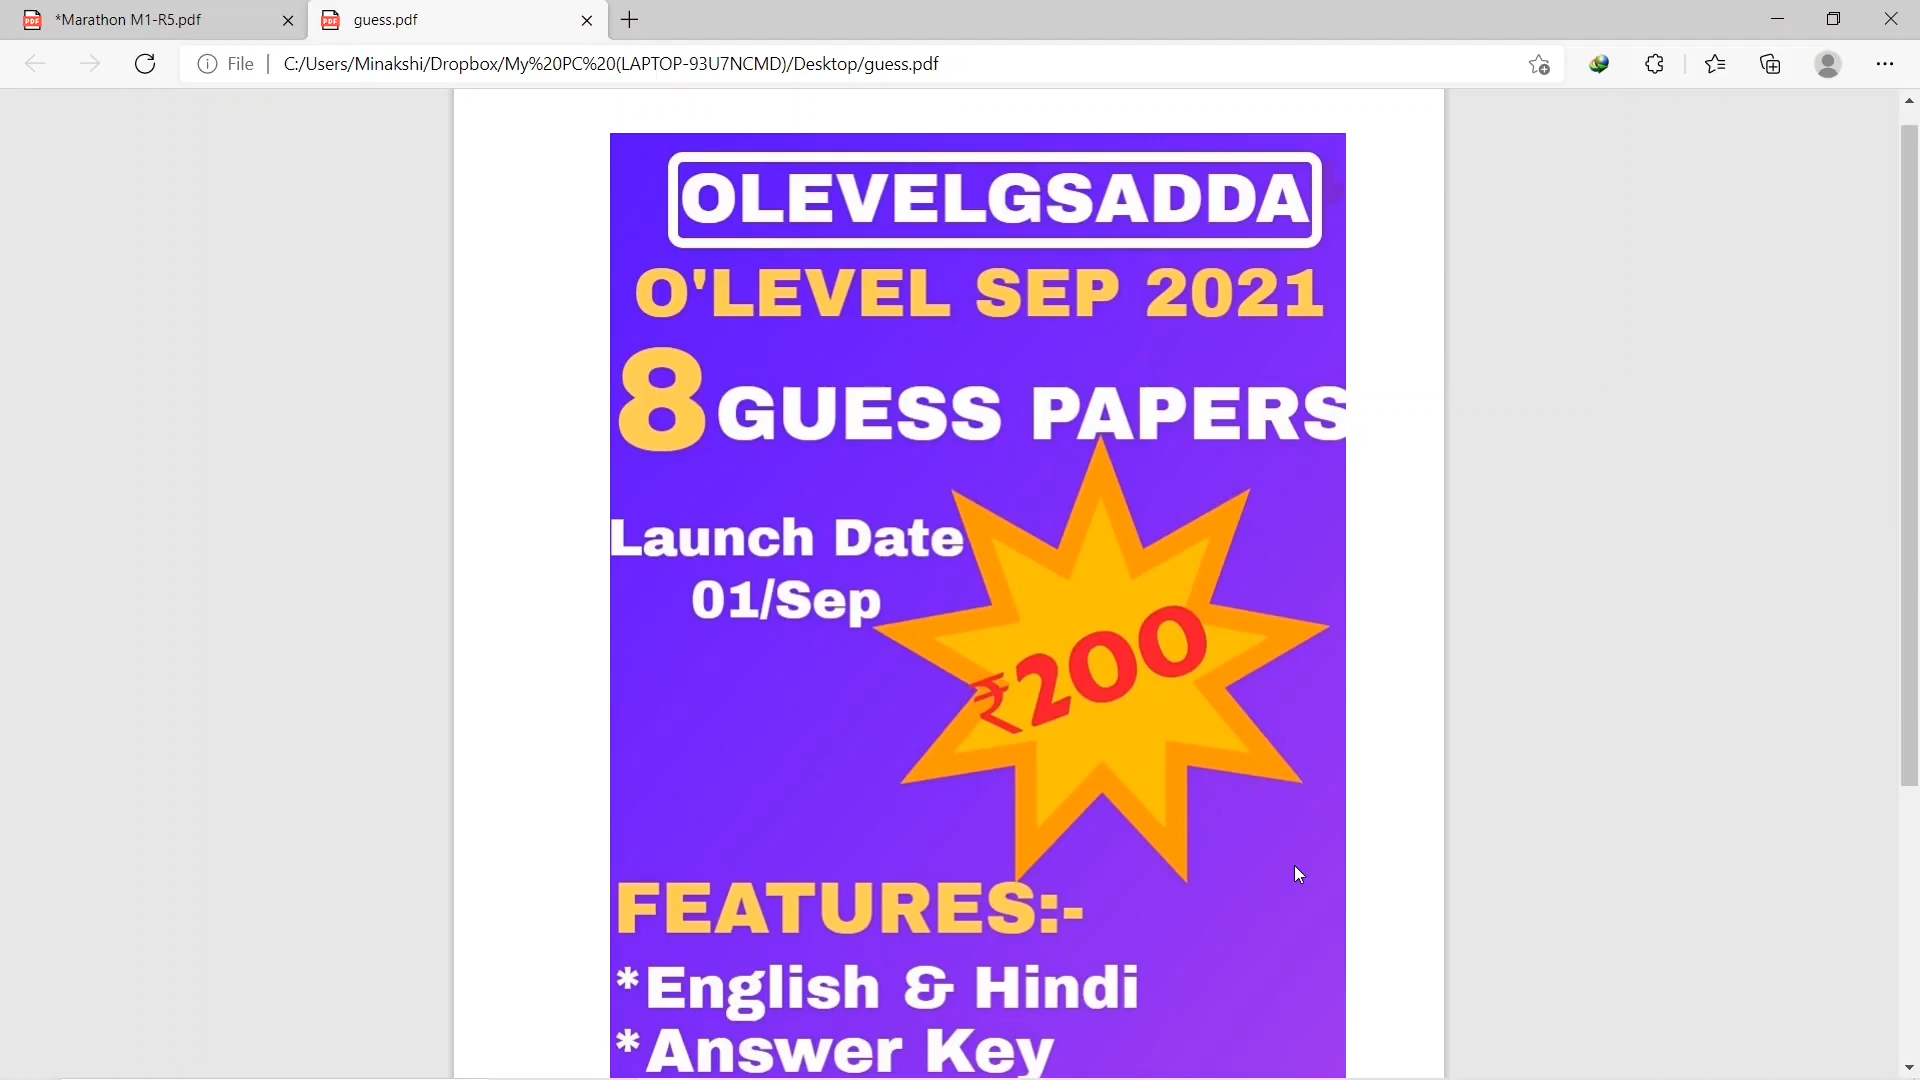 *Marathon M1-R5.pdf
guess.pdf
File
C:/Users/Minakshi/Dropbox/My%20PC%20(LAPTOP-93U7NCMD)/Desktop/guess.pdf
OLEVELGSADDA
O'LEVEL SEP 2021
8 GUESS PAPERS
Launch Date
01/Sep
₹200
FEATURES:-
*English & Hindi
*Answer Key